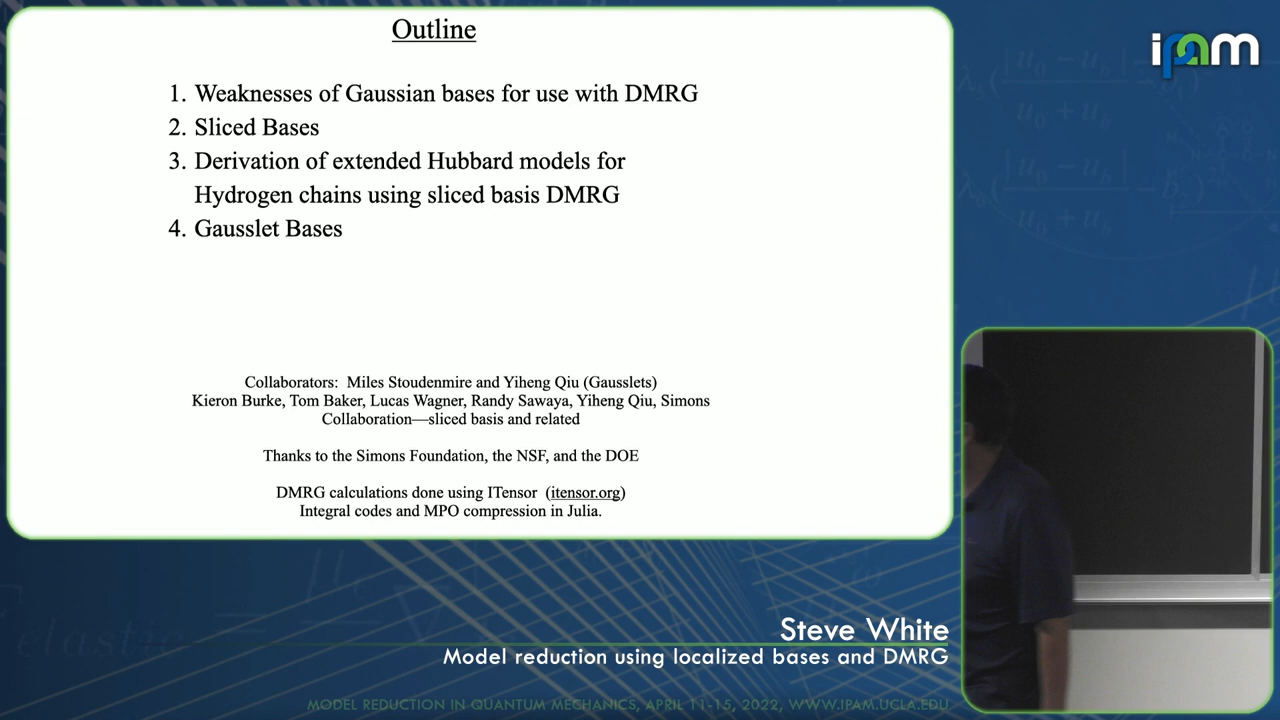 Outline
1. Weaknesses of Gaussian bases for use with DMRG
2. Sliced Bases
3. Derivation of extended Hubbard models for
Hydrogen chains using sliced basis DMRG
4. Gausslet Bases
Collaborators: Miles Stoudenmire and Yiheng Qiu (Gausslets)
Kieron Burke, Tom Baker, Lucas Wagner, Randy Sawaya, Yiheng Qiu, Simons
Collaboration—sliced basis and related
Thanks to the Simons Foundation, the NSF, and the DOE
DMRG calculations done using ITensor (itensor.org)
Integral codes and MPO compression in Julia.
ipam
elastic
Steve White
Model reduction using localized bases and DMRG
MODEL REDUCTION IN QUANTUM MECHANICS, APRIL 11-15, 2022, WWW.IPAM.UCLA.EDU